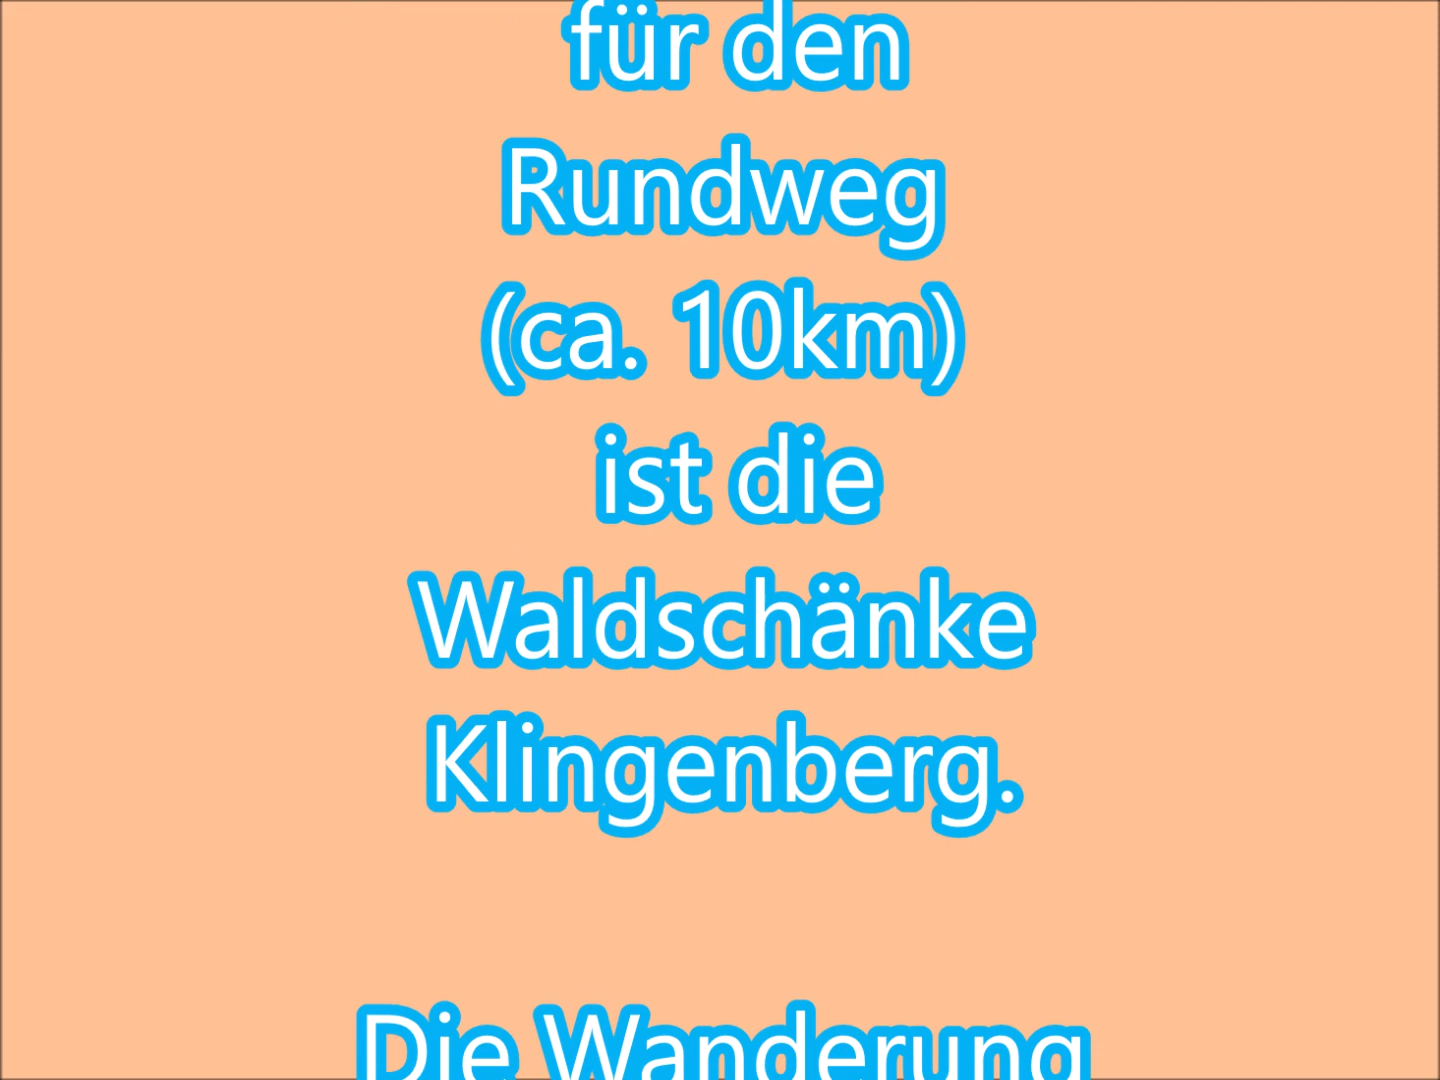 für den
Rundweg
(ca. 10km)
ist die
Waldschänke
Klingenberg.
Die Wanderung